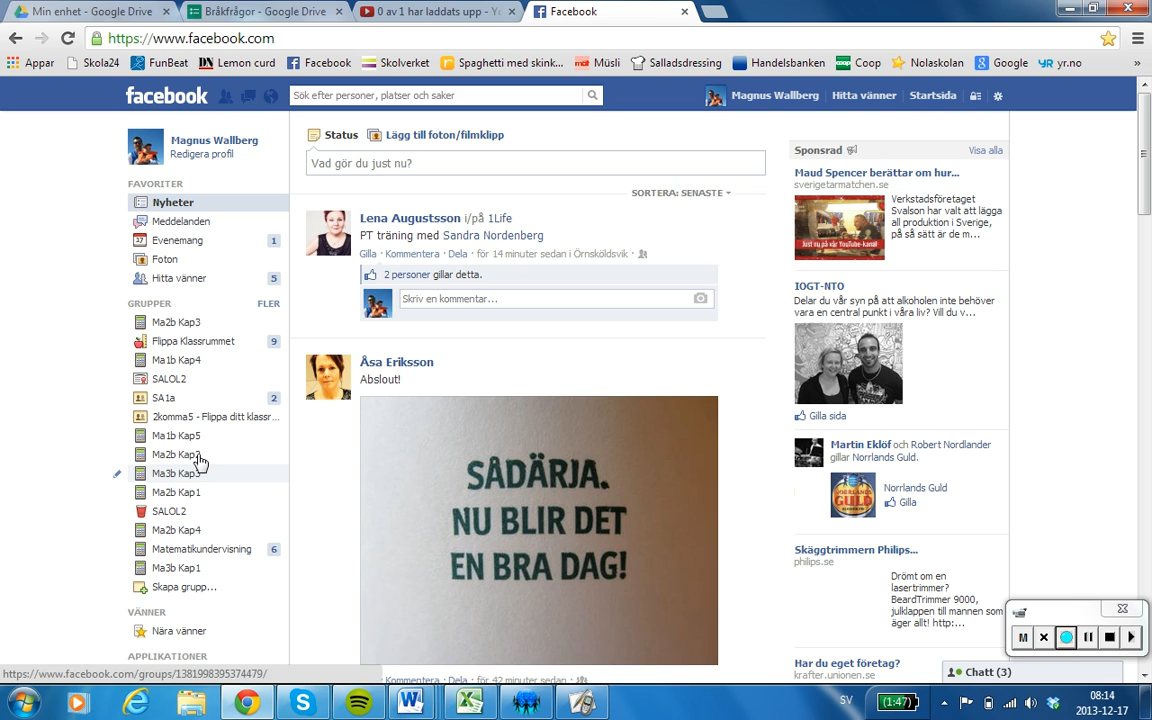 Min enhet - Google Drive
Bråkfrågor - Google Drive
0 av 1 har laddats upp - Yo
Facebook
https://www.facebook.com
Appar
Skola24
FunBeat
Lemon curd
Facebook
Skolverket
Spaghetti med skink...
Müsli
Salladsdressing
Handelsbanken
Coop
Nolaskolan
Google
yr.no
»
facebook
Sök efter personer, platser och saker
Magnus Wallberg
Hitta vänner
Startsida
Magnus Wallberg
Redigera profil
FAVORITER
Nyheter
Meddelanden
Evenemang 1
Foton
Hitta vänner 5
GRUPPER FLER
Ma2b Kap3
Flippa Klassrummet 9
Ma1b Kap4
SALOL2
SA1a 2
2komma5 - Flippa ditt klassr...
Ma1b Kap5
Ma2b
Ma3b
Ma2b Kap1
SALOL2
Ma2b Kap4
Matematikundervisning 6
Ma3b Kap1
Skapa grupp...
VÄNNER
Nära vänner
APPLIKATIONER
https://www.facebook.com/groups/1381998395374479/
Status
Lägg till foton/filmklipp
Vad gör du just nu?
SORTERA: SENASTE
Lena Augustsson i/på 1Life
PT träning med Sandra Nordenberg
Gilla · Kommentera · Dela · för 14 minuter sedan i Örnsköldsvik ·
2 personer gillar detta.
Skriv en kommentar...
Åsa Eriksson
Abslout!
SÅDÄRJA.
NU BLIR DET
EN BRA DAG!
Kommentera · Dela · för 42 minuter sedan ·
Sponsrad
Visa alla
Maud Spencer berättar om hur...
sverigetarmatchen.se
Just nu på vår YouTube-kanal!
Verkstadsföretaget
Svalson har valt att lägga
all produktion i Sverige,
på så sätt är de m...
IOGT-NTO
Delar du vår syn på att alkoholen inte behöver
vara en central punkt i våra liv? Vill du v...
Gilla sida
Martin Eklöf och Robert Nordlander
gillar Norrlands Guld.
NORRLANDS
GULD
Norrlands Guld
Gilla
Skäggtrimmern Philips...
philips.se
Drömt om en
lasertrimmer?
BeardTrimmer 9000,
julklappen till mannen som
äger allt! http:...
Har du eget företag?
krafter.unionen.se
M
Chatt (3)
SV
(1:47)
08:14
2013-12-17